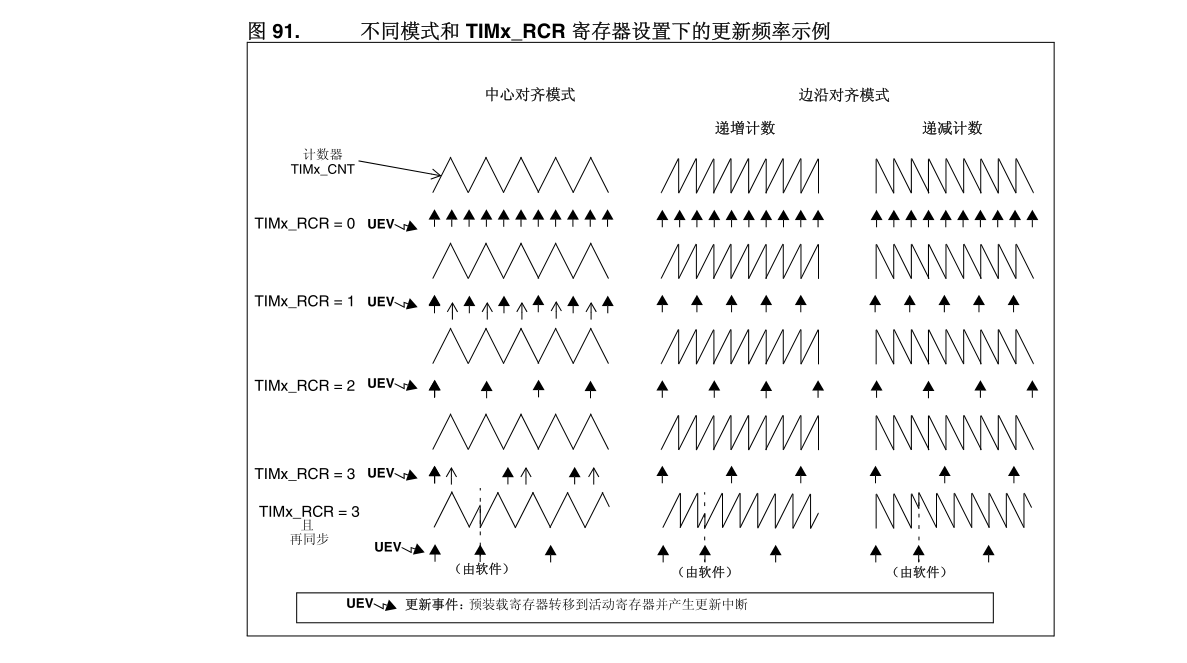 图 91. 不同模式和 TIMx_RCR 寄存器设置下的更新频率示例
中心对齐模式 边沿对齐模式
递增计数 递减计数
计数器
TIMx_CNT
TIMx_RCR = 0 UEV
TIMx_RCR = 1 UEV
TIMx_RCR = 2 UEV
TIMx_RCR = 3 UEV
TIMx_RCR = 3
且
再同步
UEV
（由软件） （由软件） （由软件）
UEV 更新事件：预装载寄存器转移到活动寄存器并产生更新中断